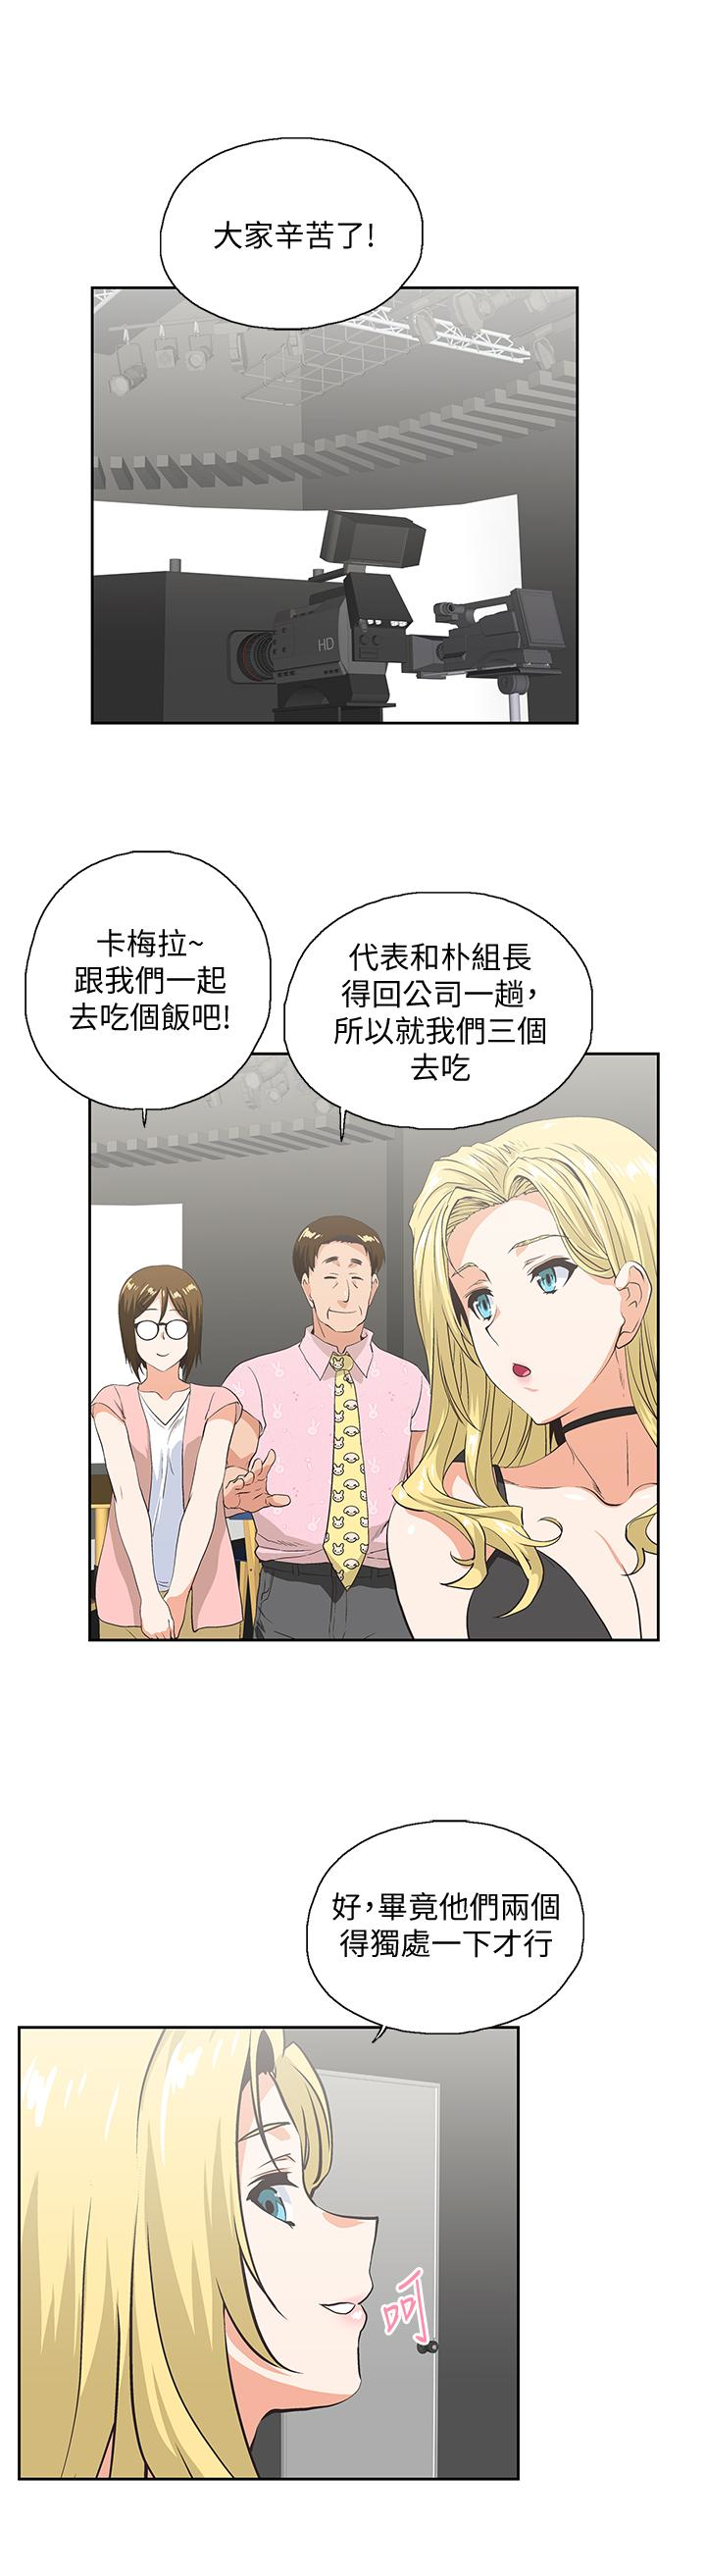 大家辛苦了!
HD
卡梅拉~
跟我們一起
去吃個飯吧!
代表和朴組長
得回公司一趟，
所以就我們三個
去吃
好，畢竟他們兩個
得獨處一下才行
呵